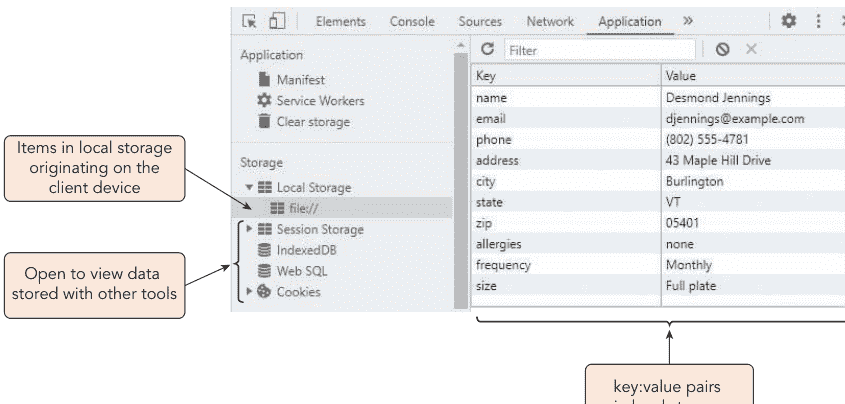 Elements Console Sources Network Application »
Application
Manifest
Service Workers
Clear storage
Storage
Local Storage
file://
Session Storage
IndexedDB
Web SQL
Cookies
Filter
Key Value
name Desmond Jennings
email djennings@example.com
phone (802) 555-4781
address 43 Maple Hill Drive
city Burlington
state VT
zip 05401
allergies none
frequency Monthly
size Full plate
Items in local storage
originating on the
client device
Open to view data
stored with other tools
key:value pairs